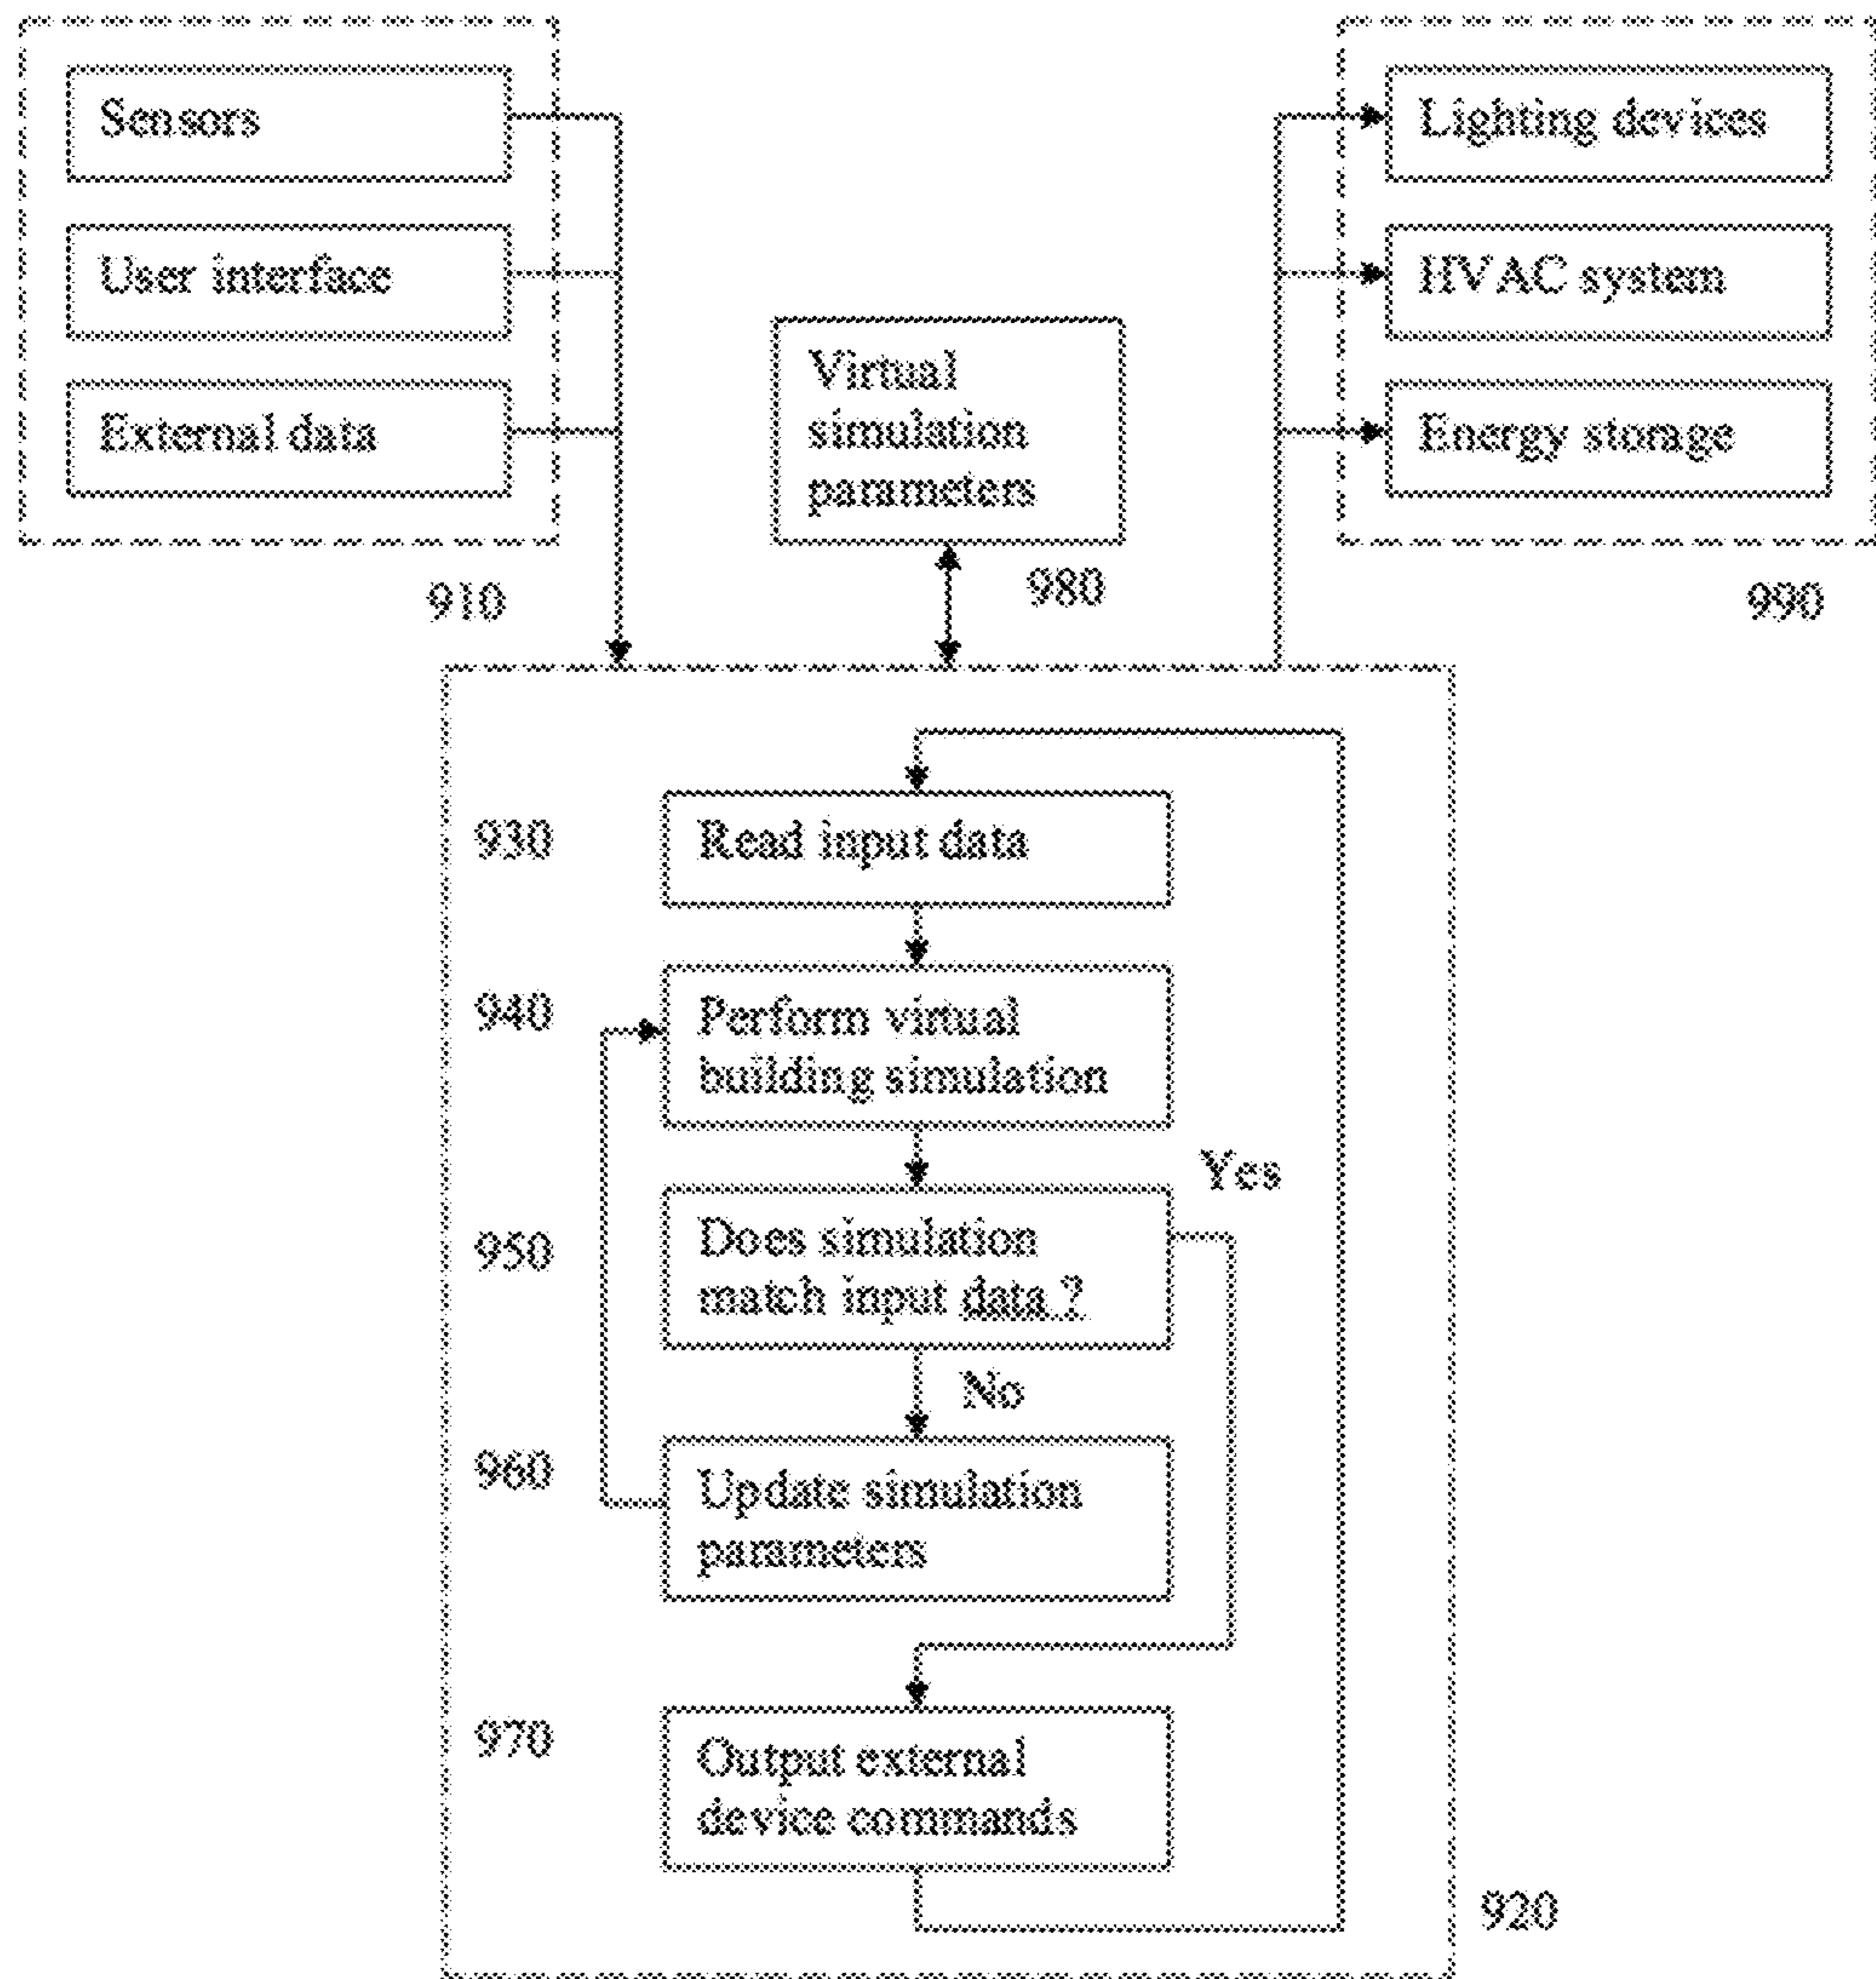 Sensors
User interface
External data
910
Virtual
simulation
parameters
980
Lighting devices
HVAC system
Energy storage
990
930
Read input data
940
Perform virtual
building simulation
950
Does simulation
match input data ?
Yes
No
960
Update simulation
parameters
970
Output external
device commands
920